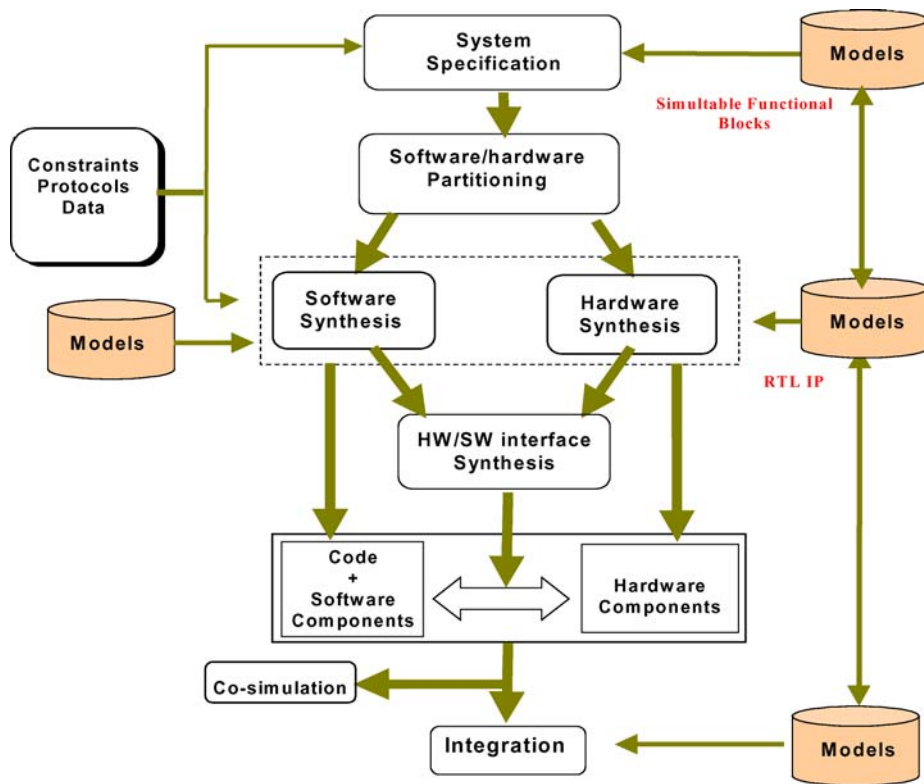 System
Specification
Models
Simultable Functional
Blocks
Constraints
Protocols
Data
Software/hardware
Partitioning
Software
Synthesis
Hardware
Synthesis
Models
Models
RTL IP
HW/SW interface
Synthesis
Code
+
Software
Components
Hardware
Components
Co-simulation
Integration
Models